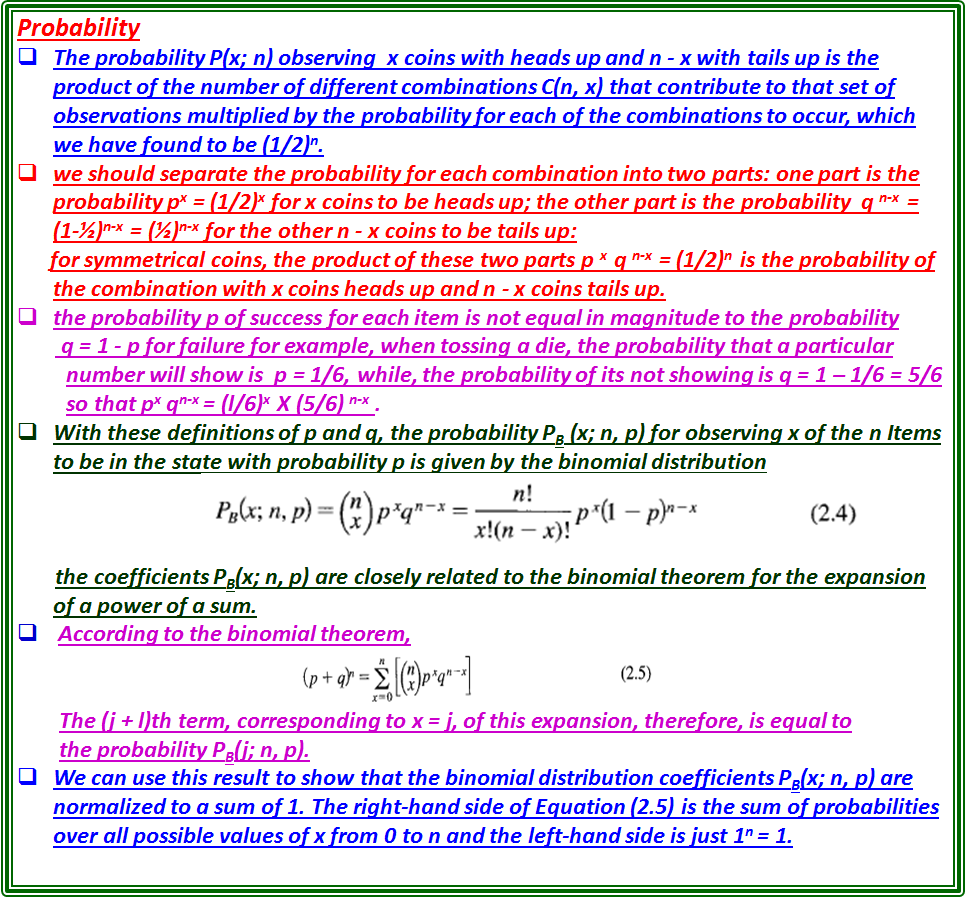 Probability
❑ The probability P(x; n) observing x coins with heads up and n - x with tails up is the
product of the number of different combinations C(n, x) that contribute to that set of
observations multiplied by the probability for each of the combinations to occur, which
we have found to be (1/2)ⁿ.
❑ we should separate the probability for each combination into two parts: one part is the
probability pˣ = (1/2)ˣ for x coins to be heads up; the other part is the probability q ⁿ⁻ˣ =
(1-½)ⁿ⁻ˣ = (½)ⁿ⁻ˣ for the other n - x coins to be tails up:
for symmetrical coins, the product of these two parts p ˣ q ⁿ⁻ˣ = (1/2)ⁿ is the probability of
the combination with x coins heads up and n - x coins tails up.
❑ the probability p of success for each item is not equal in magnitude to the probability
q = 1 - p for failure for example, when tossing a die, the probability that a particular
number will show is p = 1/6, while, the probability of its not showing is q = 1 – 1/6 = 5/6
so that pˣ qⁿ⁻ˣ = (l/6)ˣ X (5/6) ⁿ⁻ˣ .
❑ With these definitions of p and q, the probability P_B (x; n, p) for observing x of the n Items
to be in the state with probability p is given by the binomial distribution
P_B(x; n, p) = (n x) pˣqⁿ⁻ˣ = n! / x!(n − x)! pˣ(1 − p)ⁿ⁻ˣ (2.4)
the coefficients P_B(x; n, p) are closely related to the binomial theorem for the expansion
of a power of a sum.
❑ According to the binomial theorem,
(p + q)ⁿ = Σ_{x=0}^{n} [(n x) pˣqⁿ⁻ˣ] (2.5)
The (j + l)th term, corresponding to x = j, of this expansion, therefore, is equal to
the probability P_B(j; n, p).
❑ We can use this result to show that the binomial distribution coefficients P_B(x; n, p) are
normalized to a sum of 1. The right-hand side of Equation (2.5) is the sum of probabilities
over all possible values of x from 0 to n and the left-hand side is just 1ⁿ = 1.